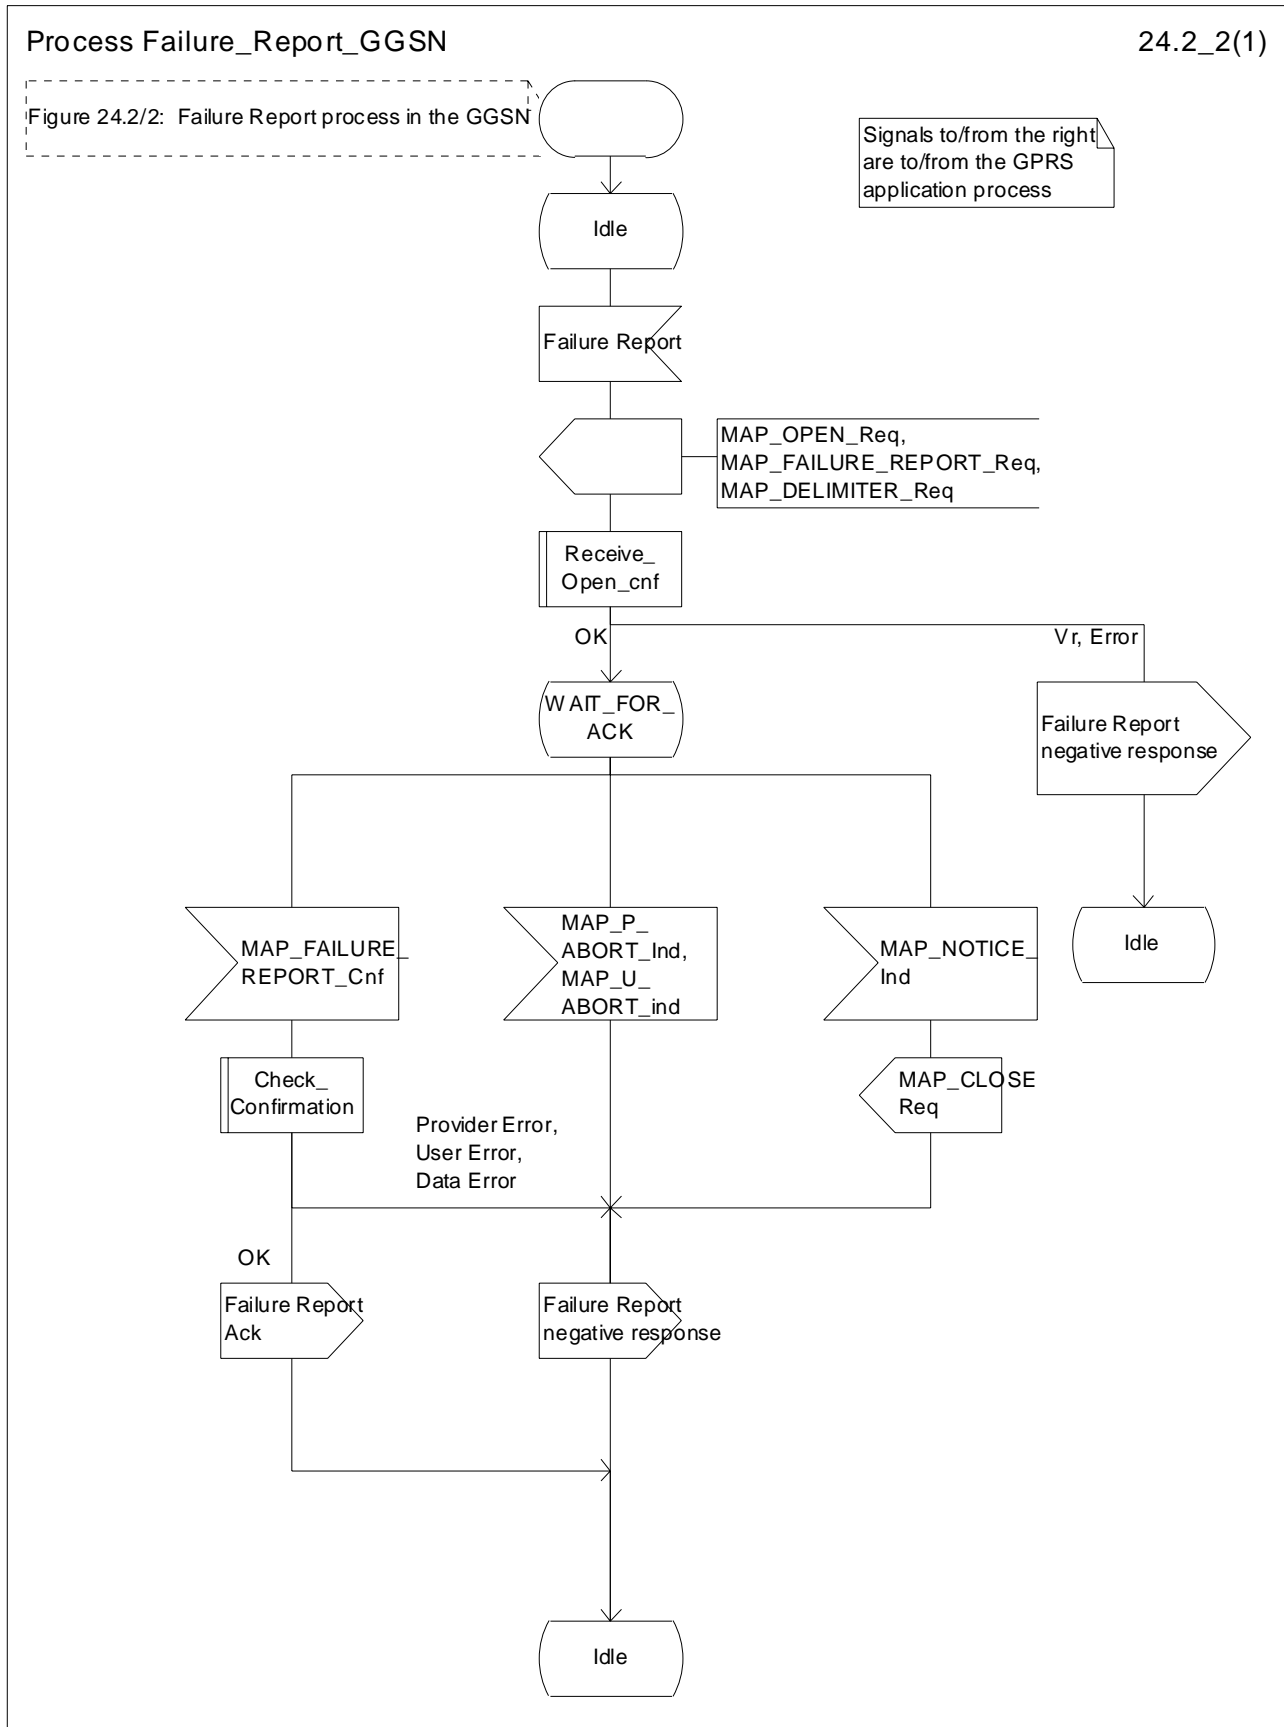 Process Failure_Report_GGSN
24.2_2(1)
Figure 24.2/2: Failure Report process in the GGSN
Signals to/from the right
are to/from the GPRS
application process
Idle
Failure Report
MAP_OPEN_Req,
MAP_FAILURE_REPORT_Req,
MAP_DELIMITER_Req
Receive_
Open_cnf
OK
Vr, Error
WAIT_FOR_
ACK
Failure Report
negative response
Idle
MAP_FAILURE_
REPORT_Cnf
MAP_P_
ABORT_Ind,
MAP_U_
ABORT_ind
MAP_NOTICE_
Ind
Check_
Confirmation
MAP_CLOSE
Req
Provider Error,
User Error,
Data Error
OK
Failure Report
Ack
Failure Report
negative response
Idle